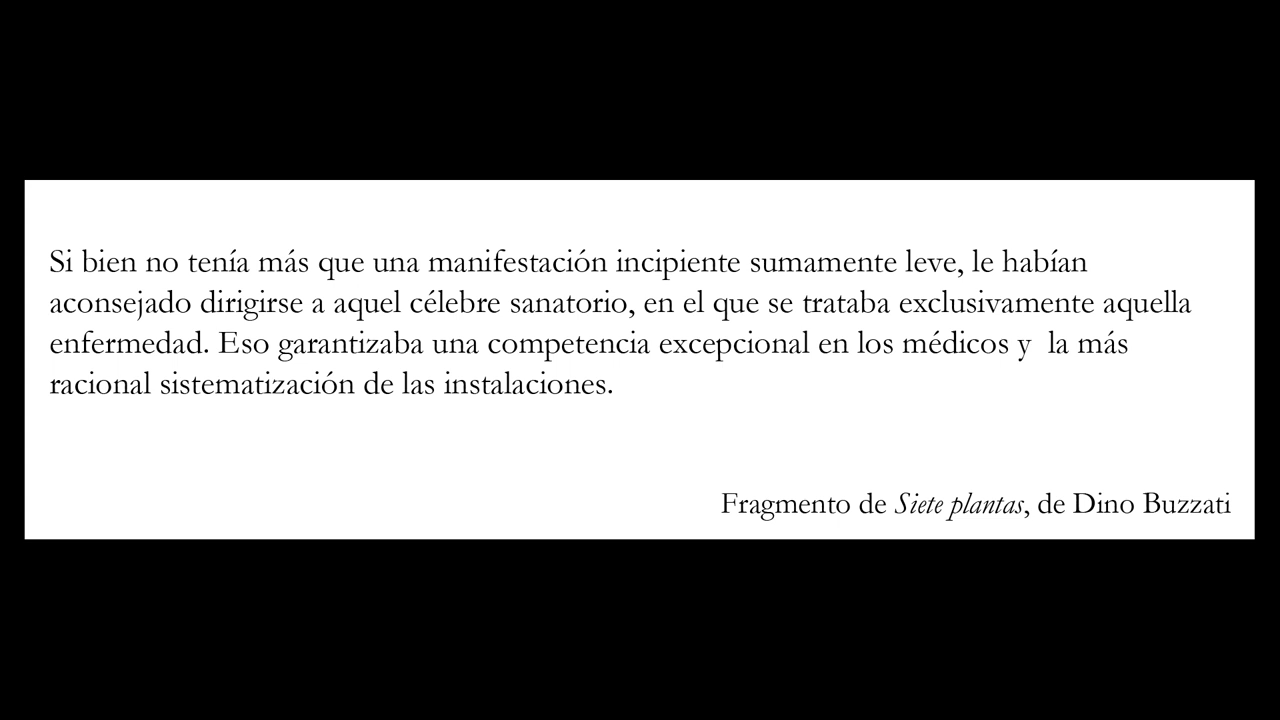 Si bien no tenía más que una manifestación incipiente sumamente leve, le habían
aconsejado dirigirse a aquel célebre sanatorio, en el que se trataba exclusivamente aquella
enfermedad. Eso garantizaba una competencia excepcional en los médicos y  la más
racional sistematización de las instalaciones.
Fragmento de Siete plantas, de Dino Buzzati